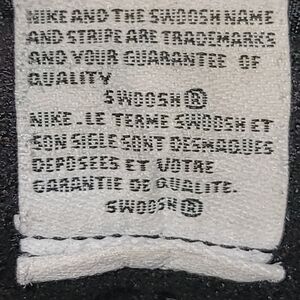 NIKE AND THE SWOOSH NAME
AND STRIPE ARE TRADEMARKS
AND YOUR GUARANTEE OF
QUALITY
SWOOSH®
NIKE.LE TERME SWOOSH ET
SON SIGLE SONT DESMAQUES
DEPOSEES ET VOTRE
GARANTIE DE QUALITE.
SWOOSH®